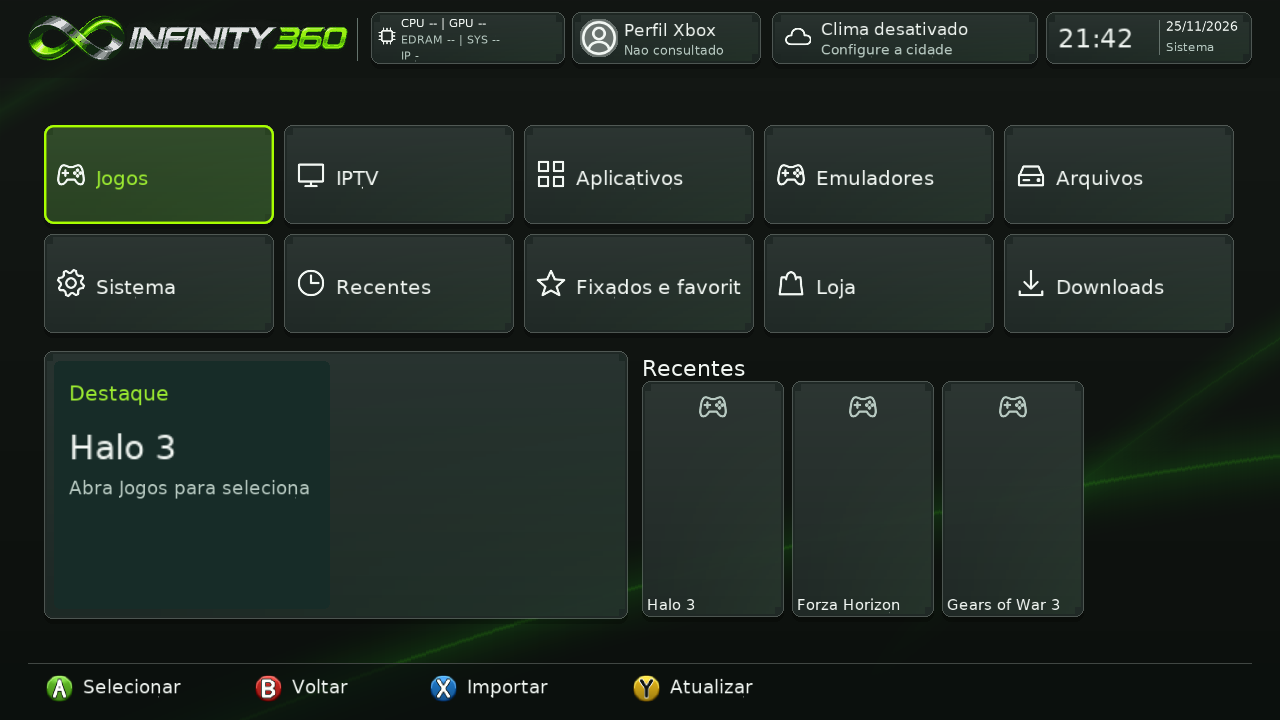 INFINITY 360
CPU -- | GPU --
EDRAM -- | SYS --
IP -
Perfil Xbox
Nao consultado
Clima desativado
Configure a cidade
21:42
25/11/2026
Sistema
Jogos
IPTV
Aplicativos
Emuladores
Arquivos
Sistema
Recentes
Fixados e favorit
Loja
Downloads
Destaque
Halo 3
Abra Jogos para seleciona
Recentes
Halo 3
Forza Horizon
Gears of War 3
A Selecionar
B Voltar
X Importar
Y Atualizar